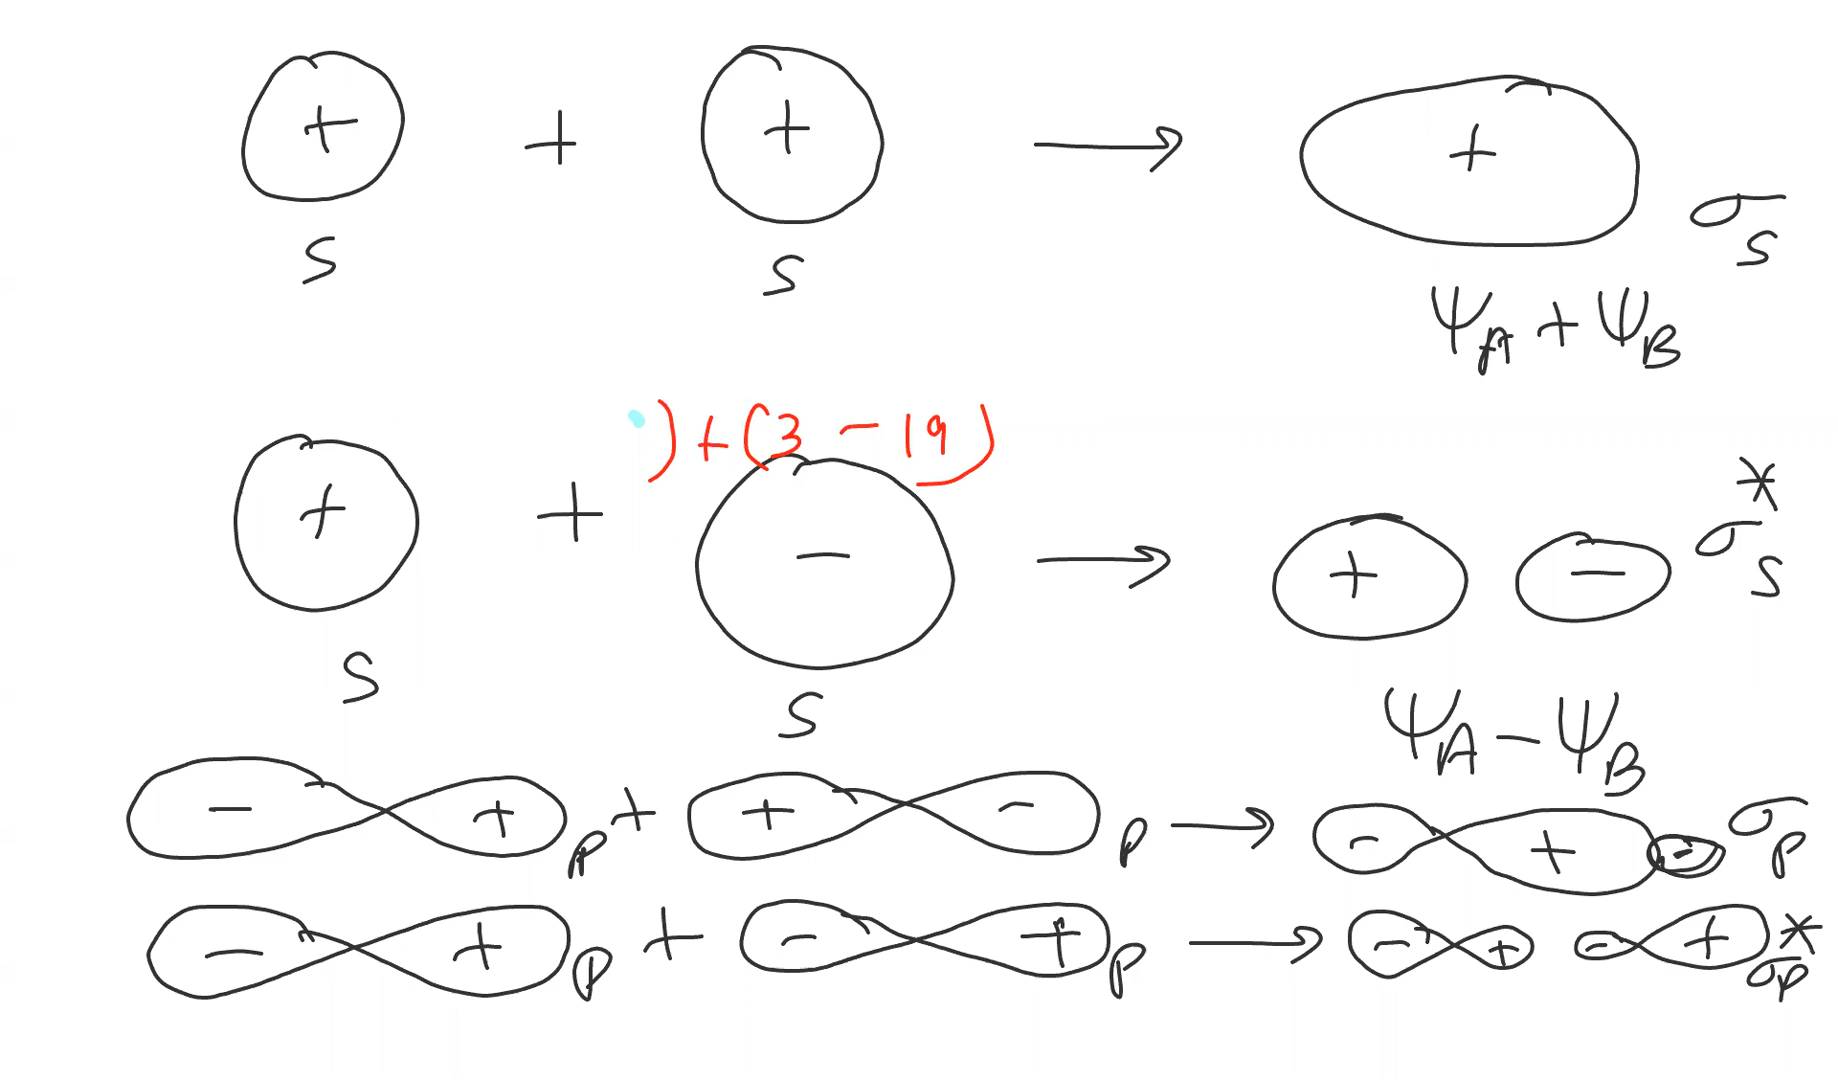 + + + → +
S S σS
ΨA + ΨB
) + (3 - 19)
+ + - → + - σ*S
S S
ΨA - ΨB
- + P + + - P → - + - σP
- + P + - + P → - + - + σ*P